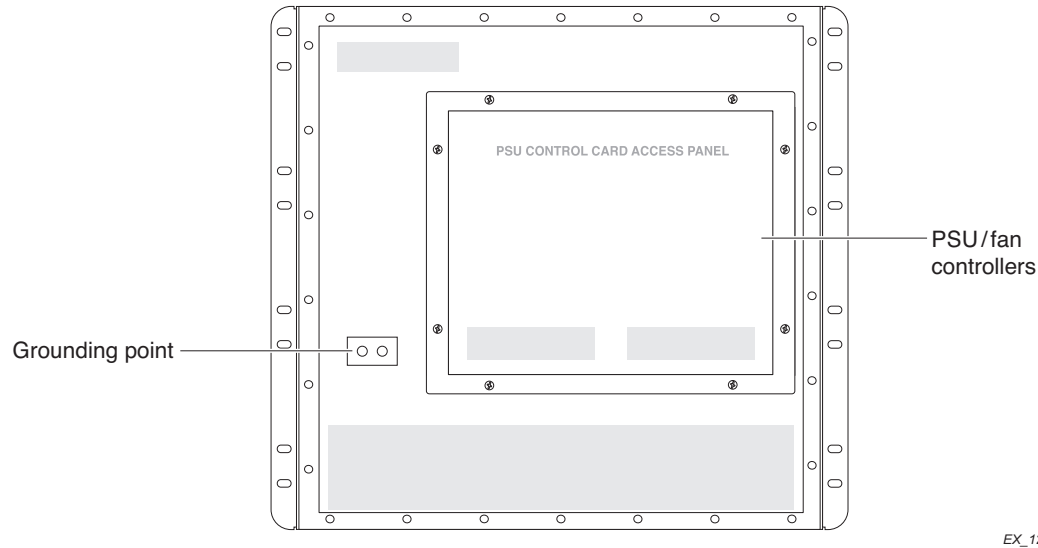 PSU CONTROL CARD ACCESS PANEL
PSU/fan
controllers
Grounding point